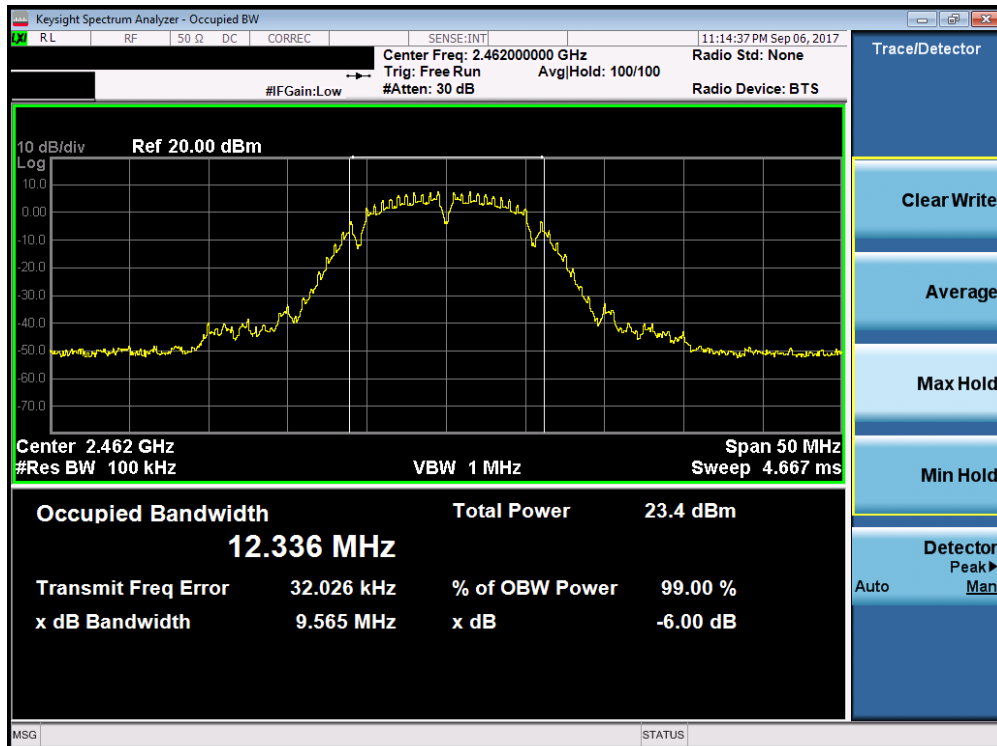 Keysight Spectrum Analyzer - Occupied BW
LXI RL RF 50 Ω DC CORREC SENSE:INT 11:14:37 PM Sep 06, 2017
Center Freq: 2.462000000 GHz Radio Std: None
Trig: Free Run Avg|Hold: 100/100
#IFGain:Low #Atten: 30 dB Radio Device: BTS
10 dB/div Ref 20.00 dBm
Log
10.0
0.00
-10.0
-20.0
-30.0
-40.0
-50.0
-60.0
-70.0
Center 2.462 GHz Span 50 MHz
#Res BW 100 kHz VBW 1 MHz Sweep 4.667 ms
Occupied Bandwidth Total Power 23.4 dBm
12.336 MHz
Transmit Freq Error 32.026 kHz % of OBW Power 99.00 %
x dB Bandwidth 9.565 MHz x dB -6.00 dB
MSG STATUS
Trace/Detector
Clear Write
Average
Max Hold
Min Hold
Detector
Peak▶
Auto Man